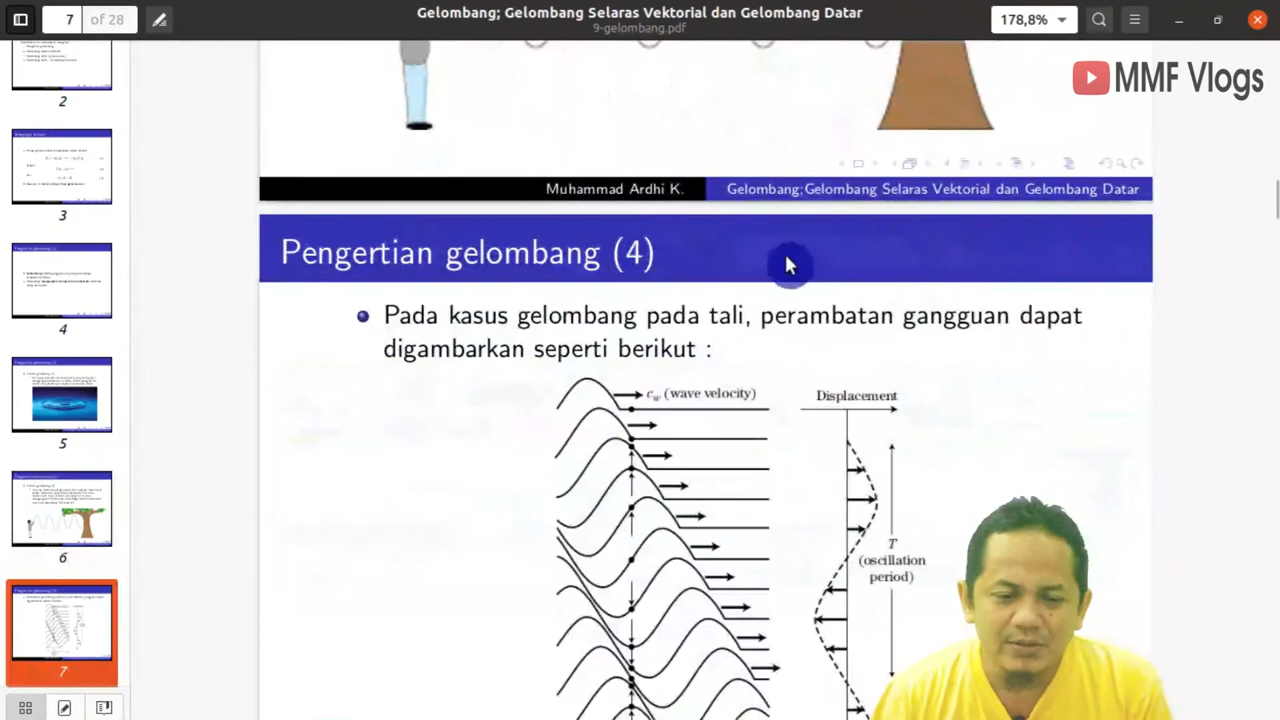 7 of 28
Gelombang; Gelombang Selaras Vektorial dan Gelombang Datar
9-gelombang.pdf
178,8%
MMF Vlogs
2
3
4
5
6
7
Muhammad Ardhi K.
Gelombang;Gelombang Selaras Vektorial dan Gelombang Datar
Pengertian gelombang (4)
Pada kasus gelombang pada tali, perambatan gangguan dapat
digambarkan seperti berikut :
c_w (wave velocity)
Displacement
T
(oscillation
period)